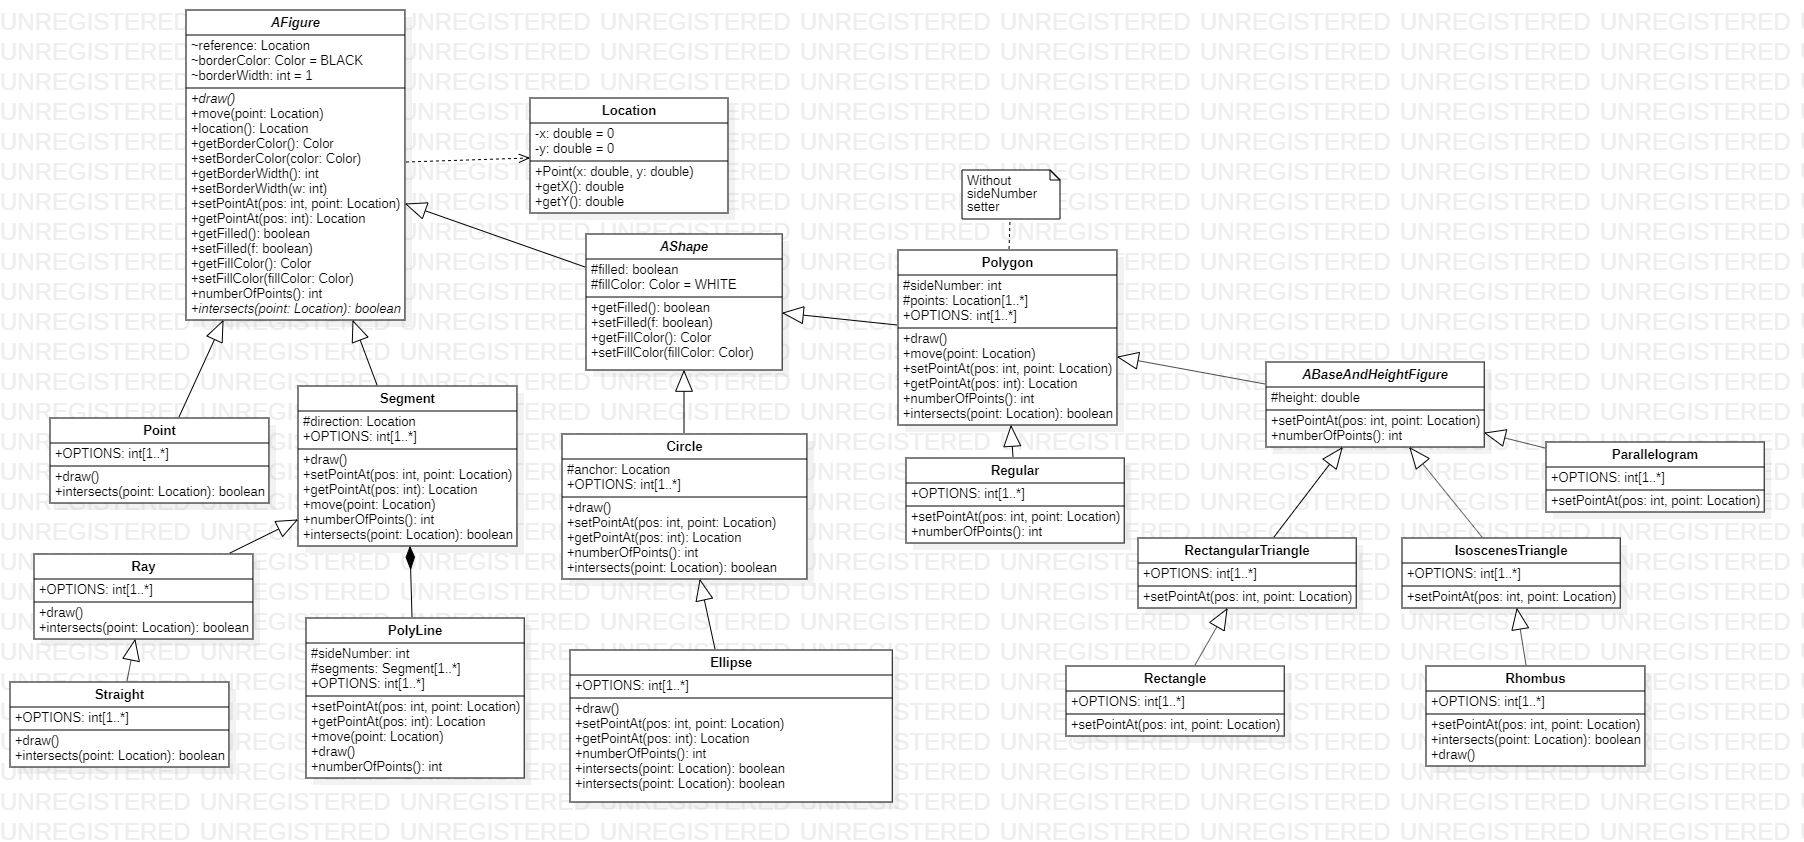 AFigure
~reference: Location
~borderColor: Color = BLACK
~borderWidth: int = 1
+draw()
+move(point: Location)
+location(): Location
+getBorderColor(): Color
+setBorderColor(color: Color)
+getBorderWidth(): int
+setBorderWidth(w: int)
+setPointAt(pos: int, point: Location)
+getPointAt(pos: int): Location
+getFilled(): boolean
+setFilled(f: boolean)
+getFillColor(): Color
+setFillColor(fillColor: Color)
+numberOfPoints(): int
+intersects(point: Location): boolean
Location
-x: double = 0
-y: double = 0
+Point(x: double, y: double)
+getX(): double
+getY(): double
Without
sideNumber
setter
AShape
#filled: boolean
#fillColor: Color = WHITE
+getFilled(): boolean
+setFilled(f: boolean)
+getFillColor(): Color
+setFillColor(fillColor: Color)
Polygon
#sideNumber: int
#points: Location[1..*]
+OPTIONS: int[1..*]
+draw()
+move(point: Location)
+setPointAt(pos: int, point: Location)
+getPointAt(pos: int): Location
+numberOfPoints(): int
+intersects(point: Location): boolean
ABaseAndHeightFigure
#height: double
+setPointAt(pos: int, point: Location)
+numberOfPoints(): int
Point
+OPTIONS: int[1..*]
+draw()
+intersects(point: Location): boolean
Segment
#direction: Location
+OPTIONS: int[1..*]
+draw()
+setPointAt(pos: int, point: Location)
+getPointAt(pos: int): Location
+move(point: Location)
+numberOfPoints(): int
+intersects(point: Location): boolean
Circle
#anchor: Location
+OPTIONS: int[1..*]
+draw()
+setPointAt(pos: int, point: Location)
+getPointAt(pos: int): Location
+numberOfPoints(): int
+intersects(point: Location): boolean
Regular
+OPTIONS: int[1..*]
+setPointAt(pos: int, point: Location)
+numberOfPoints(): int
Parallelogram
+OPTIONS: int[1..*]
+setPointAt(pos: int, point: Location)
Ray
+OPTIONS: int[1..*]
+draw()
+intersects(point: Location): boolean
RectangularTriangle
+OPTIONS: int[1..*]
+setPointAt(pos: int, point: Location)
IsoscenesTriangle
+OPTIONS: int[1..*]
+setPointAt(pos: int, point: Location)
Straight
+OPTIONS: int[1..*]
+draw()
+intersects(point: Location): boolean
PolyLine
#sideNumber: int
#segments: Segment[1..*]
+OPTIONS: int[1..*]
+setPointAt(pos: int, point: Location)
+getPointAt(pos: int): Location
+move(point: Location)
+draw()
+numberOfPoints(): int
Ellipse
+OPTIONS: int[1..*]
+draw()
+setPointAt(pos: int, point: Location)
+getPointAt(pos: int): Location
+numberOfPoints(): int
+intersects(point: Location): boolean
+intersects(point: Location): boolean
Rectangle
+OPTIONS: int[1..*]
+setPointAt(pos: int, point: Location)
Rhombus
+OPTIONS: int[1..*]
+setPointAt(pos: int, point: Location)
+intersects(point: Location): boolean
+draw()
UNREGISTERED UNREGISTERED UNREGISTERED UNREGISTERED UNREGISTERED UNREGISTERED UNREGISTERED UNREGISTERED UNREGISTERED